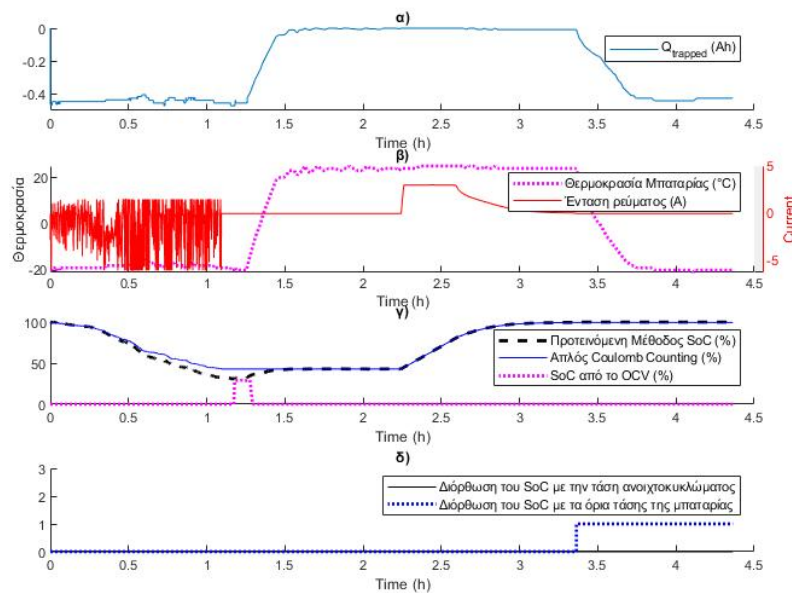 α)
0
-0.2
-0.4
Q_trapped (Ah)
0 0.5 1 1.5 2 2.5 3 3.5 4 4.5
Time (h)
β)
20
0
-20
Θερμοκρασία
5
0
-5
Current
Θερμοκρασία Μπαταρίας (°C)
Ένταση ρεύματος (A)
0 0.5 1 1.5 2 2.5 3 3.5 4 4.5
Time (h)
γ)
100
50
0
Προτεινόμενη Μέθοδος SoC (%)
Απλός Coulomb Counting (%)
SoC από το OCV (%)
0 0.5 1 1.5 2 2.5 3 3.5 4 4.5
Time (h)
δ)
3
2
1
0
Διόρθωση του SoC με την τάση ανοιχτοκυκλώματος
Διόρθωση του SoC με τα όρια τάσης της μπαταρίας
0 0.5 1 1.5 2 2.5 3 3.5 4 4.5
Time (h)